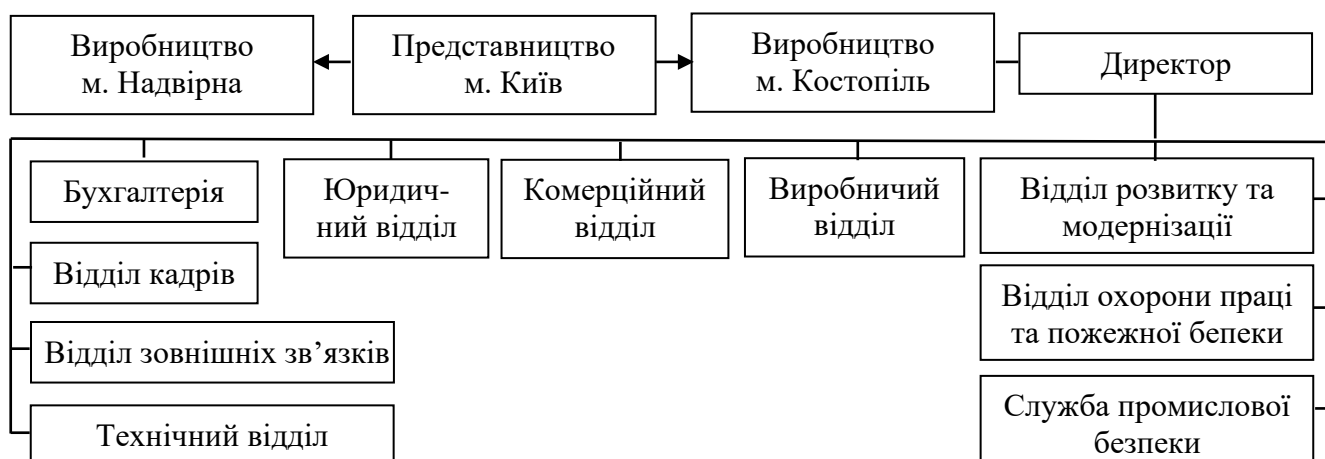 Виробництво
м. Надвірна
Представництво
м. Київ
Виробництво
м. Костопіль
Директор
Бухгалтерія
Юридич-
ний відділ
Комерційний
відділ
Виробничий
відділ
Відділ розвитку та
модернізації
Відділ кадрів
Відділ охорони праці
та пожежної бепеки
Відділ зовнішніх зв’язків
Служба промислової
безпеки
Технічний відділ